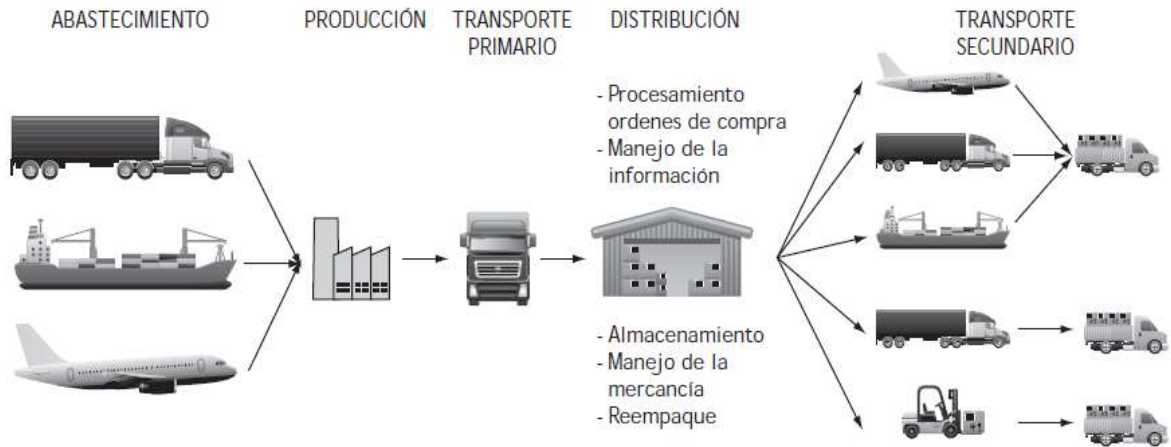 ABASTECIMIENTO
PRODUCCIÓN
TRANSPORTE
PRIMARIO
DISTRIBUCIÓN
TRANSPORTE
SECUNDARIO
- Procesamiento
ordenes de compra
- Manejo de la
información
- Almacenamiento
- Manejo de la
mercancía
- Reempaque